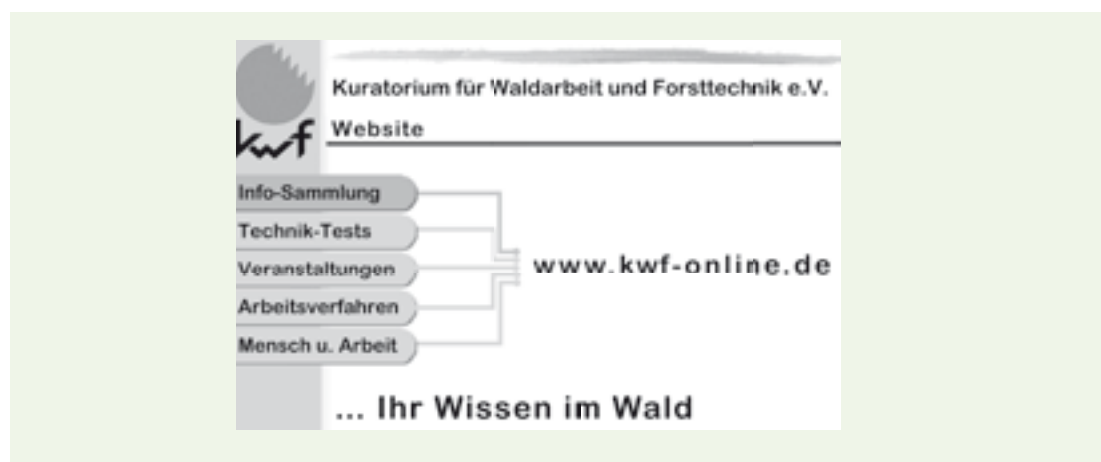 Kuratorium für Waldarbeit und Forsttechnik e.V.
kwf
Website
Info-Sammlung
Technik-Tests
Veranstaltungen
Arbeitsverfahren
Mensch u. Arbeit
www.kwf-online.de
... Ihr Wissen im Wald